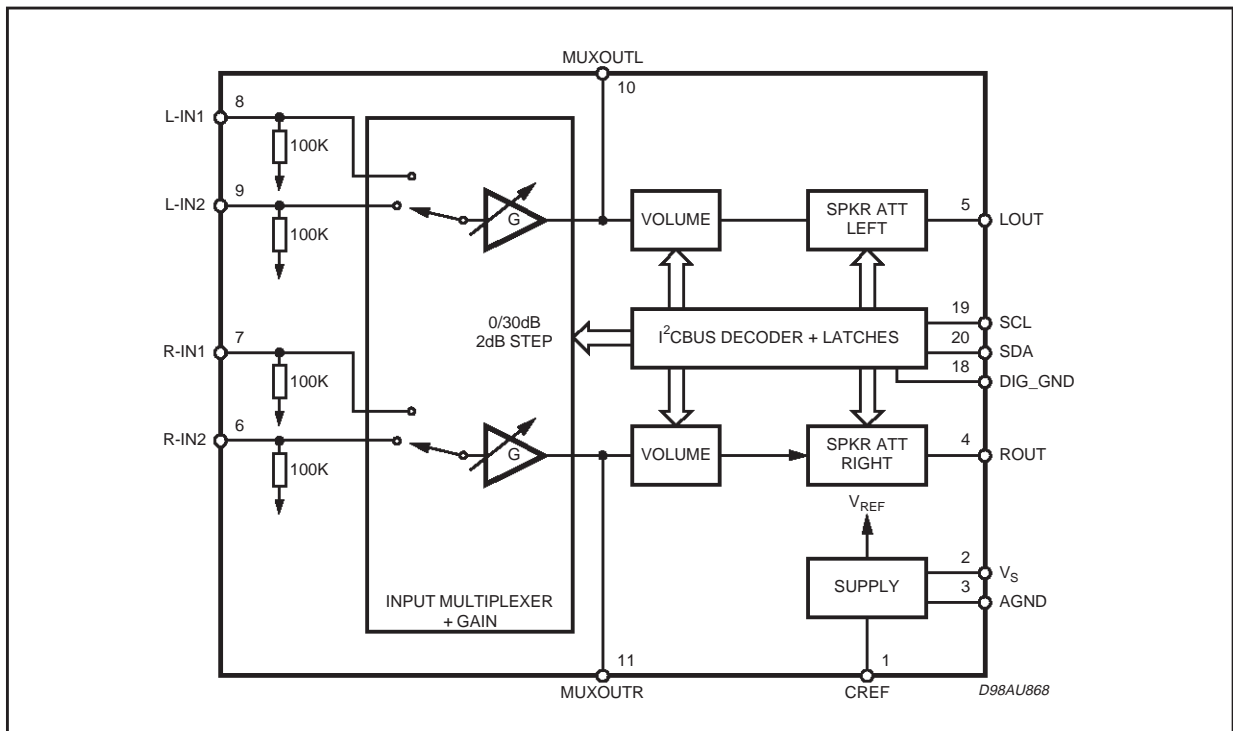 MUXOUTL
10
L-IN1
8
100K
L-IN2
9
100K
G
VOLUME
SPKR ATT
LEFT
5
LOUT
0/30dB
2dB STEP
I²CBUS DECODER + LATCHES
19
SCL
20
SDA
18
DIG_GND
R-IN1
7
100K
R-IN2
6
100K
G
VOLUME
SPKR ATT
RIGHT
4
ROUT
VREF
SUPPLY
2
VS
3
AGND
INPUT MULTIPLEXER
+ GAIN
11
MUXOUTR
1
CREF
D98AU868